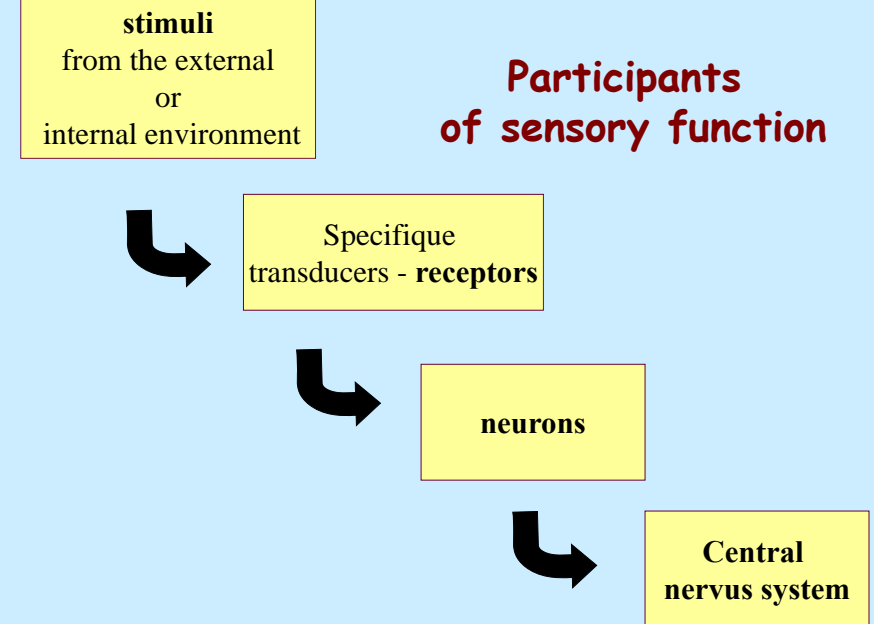 stimuli
from the external
or
internal environment
Participants
of sensory function
Specifique
transducers - receptors
neurons
Central
nervus system